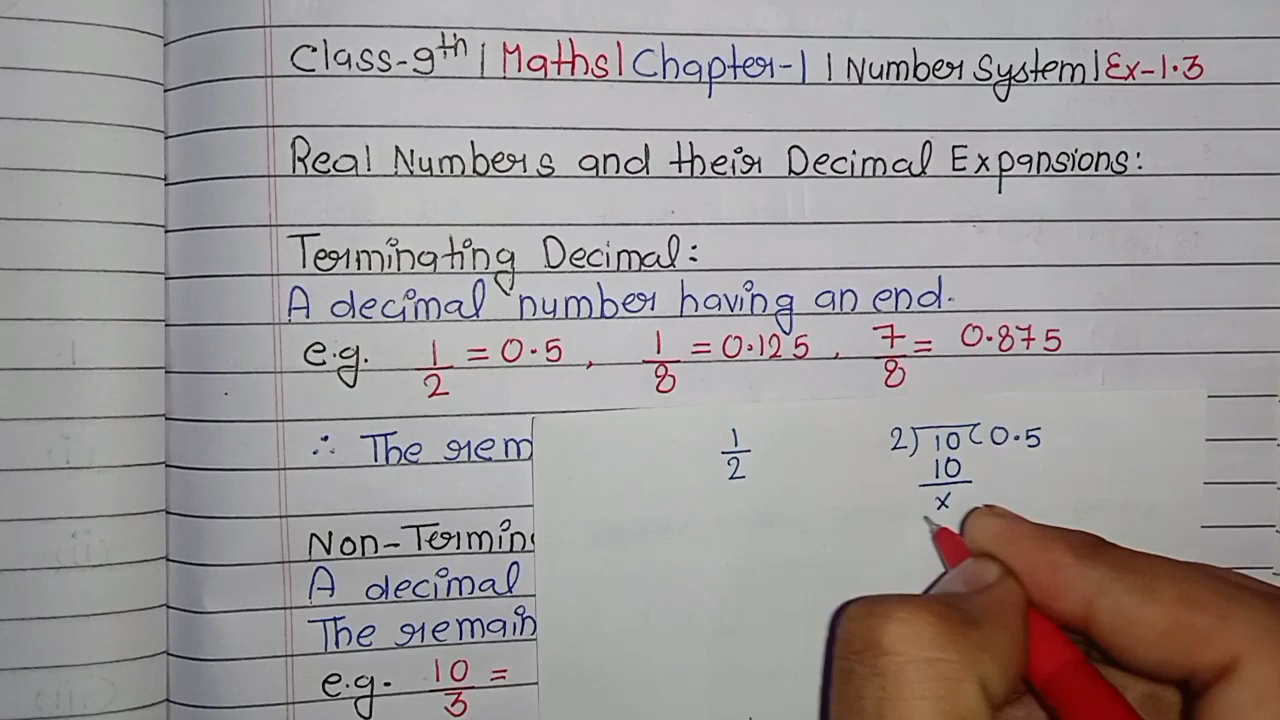 Class-9th | Maths | Chapter-1 | Number System | Ex-1.3
Real Numbers and their Decimal Expansions:
Terminating Decimal:
A decimal number having an end.
e.g. 1/2 = 0.5, 1/8 = 0.125, 7/8 = 0.875
∴ The rem
1/2
2) 10 ( 0.5
10
x
Non-Termin
A decimal
The remain
e.g. 10/3 =